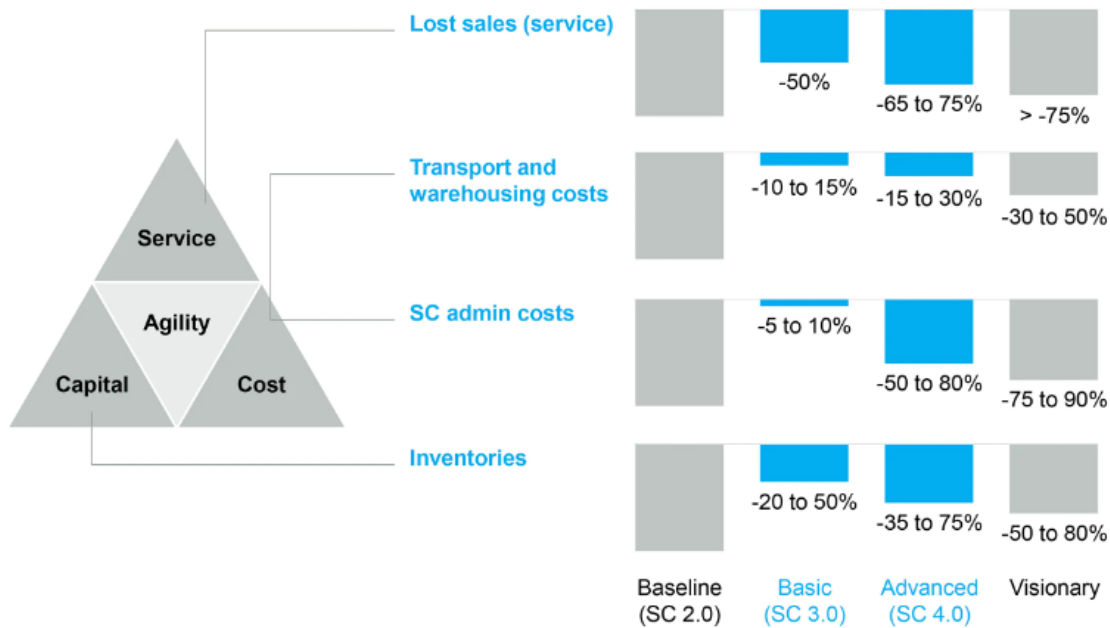 Lost sales (service)
-50%
-65 to 75%
> -75%
Transport and
warehousing costs
-10 to 15%
-15 to 30%
-30 to 50%
Service
Agility
Capital
Cost
SC admin costs
-5 to 10%
-50 to 80%
-75 to 90%
Inventories
-20 to 50%
-35 to 75%
-50 to 80%
Baseline
(SC 2.0)
Basic
(SC 3.0)
Advanced
(SC 4.0)
Visionary